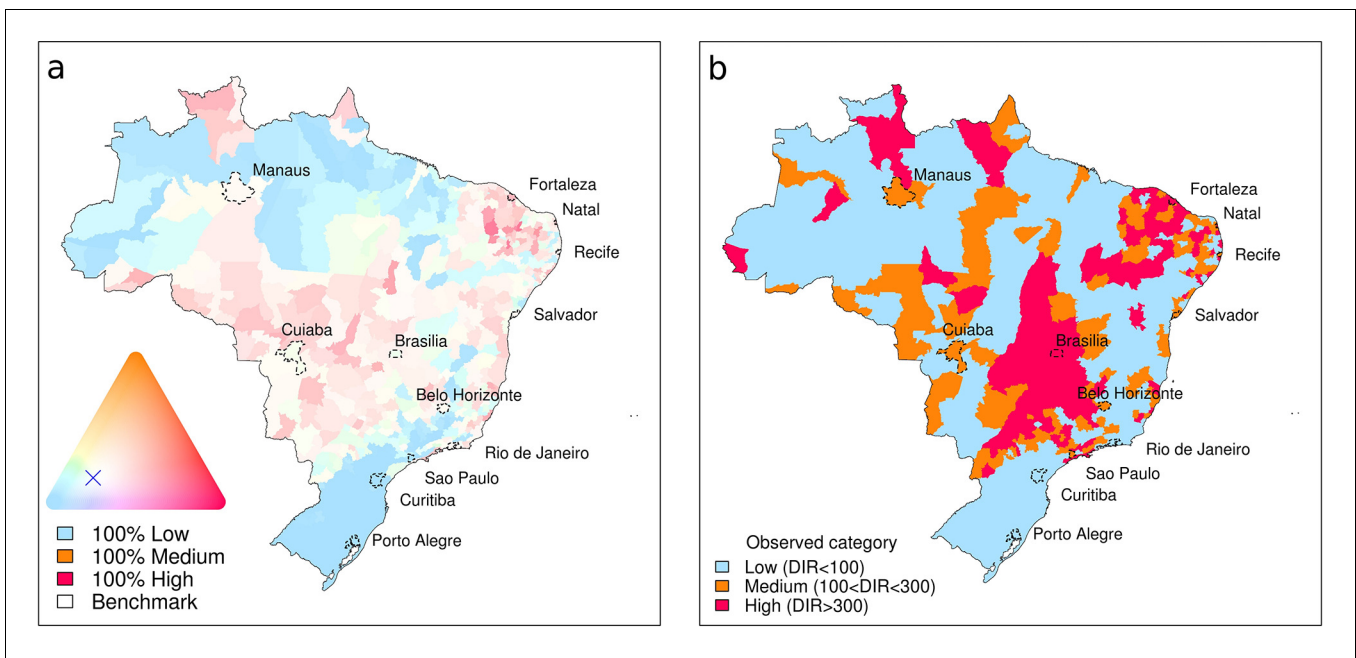 a
Manaus
Fortaleza
Natal
Recife
Salvador
Cuiaba
Brasilia
Belo Horizonte
Rio de Janeiro
Sao Paulo
Curitiba
Porto Alegre
100% Low
100% Medium
100% High
Benchmark
b
Manaus
Fortaleza
Natal
Recife
Salvador
Cuiaba
Brasilia
Belo Horizonte
Rio de Janeiro
Sao Paulo
Curitiba
Porto Alegre
Observed category
Low (DIR<100)
Medium (100<DIR<300)
High (DIR>300)